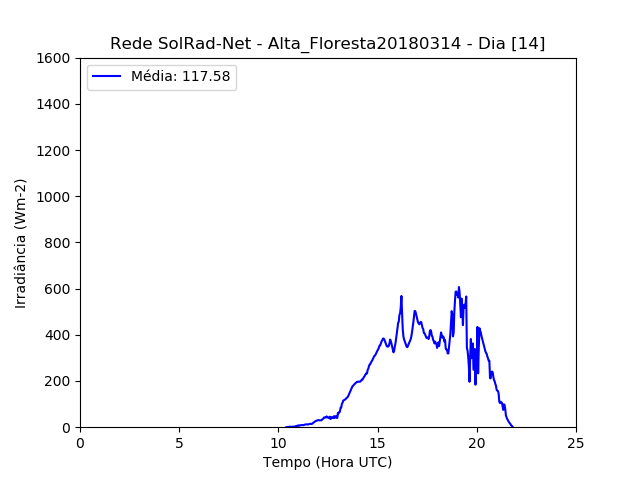 Rede SolRad-Net - Alta_Floresta20180314 - Dia [14]
Média: 117.58
1600
1400
1200
1000
800
600
400
200
0
Irradiância (Wm-2)
0 5 10 15 20 25
Tempo (Hora UTC)